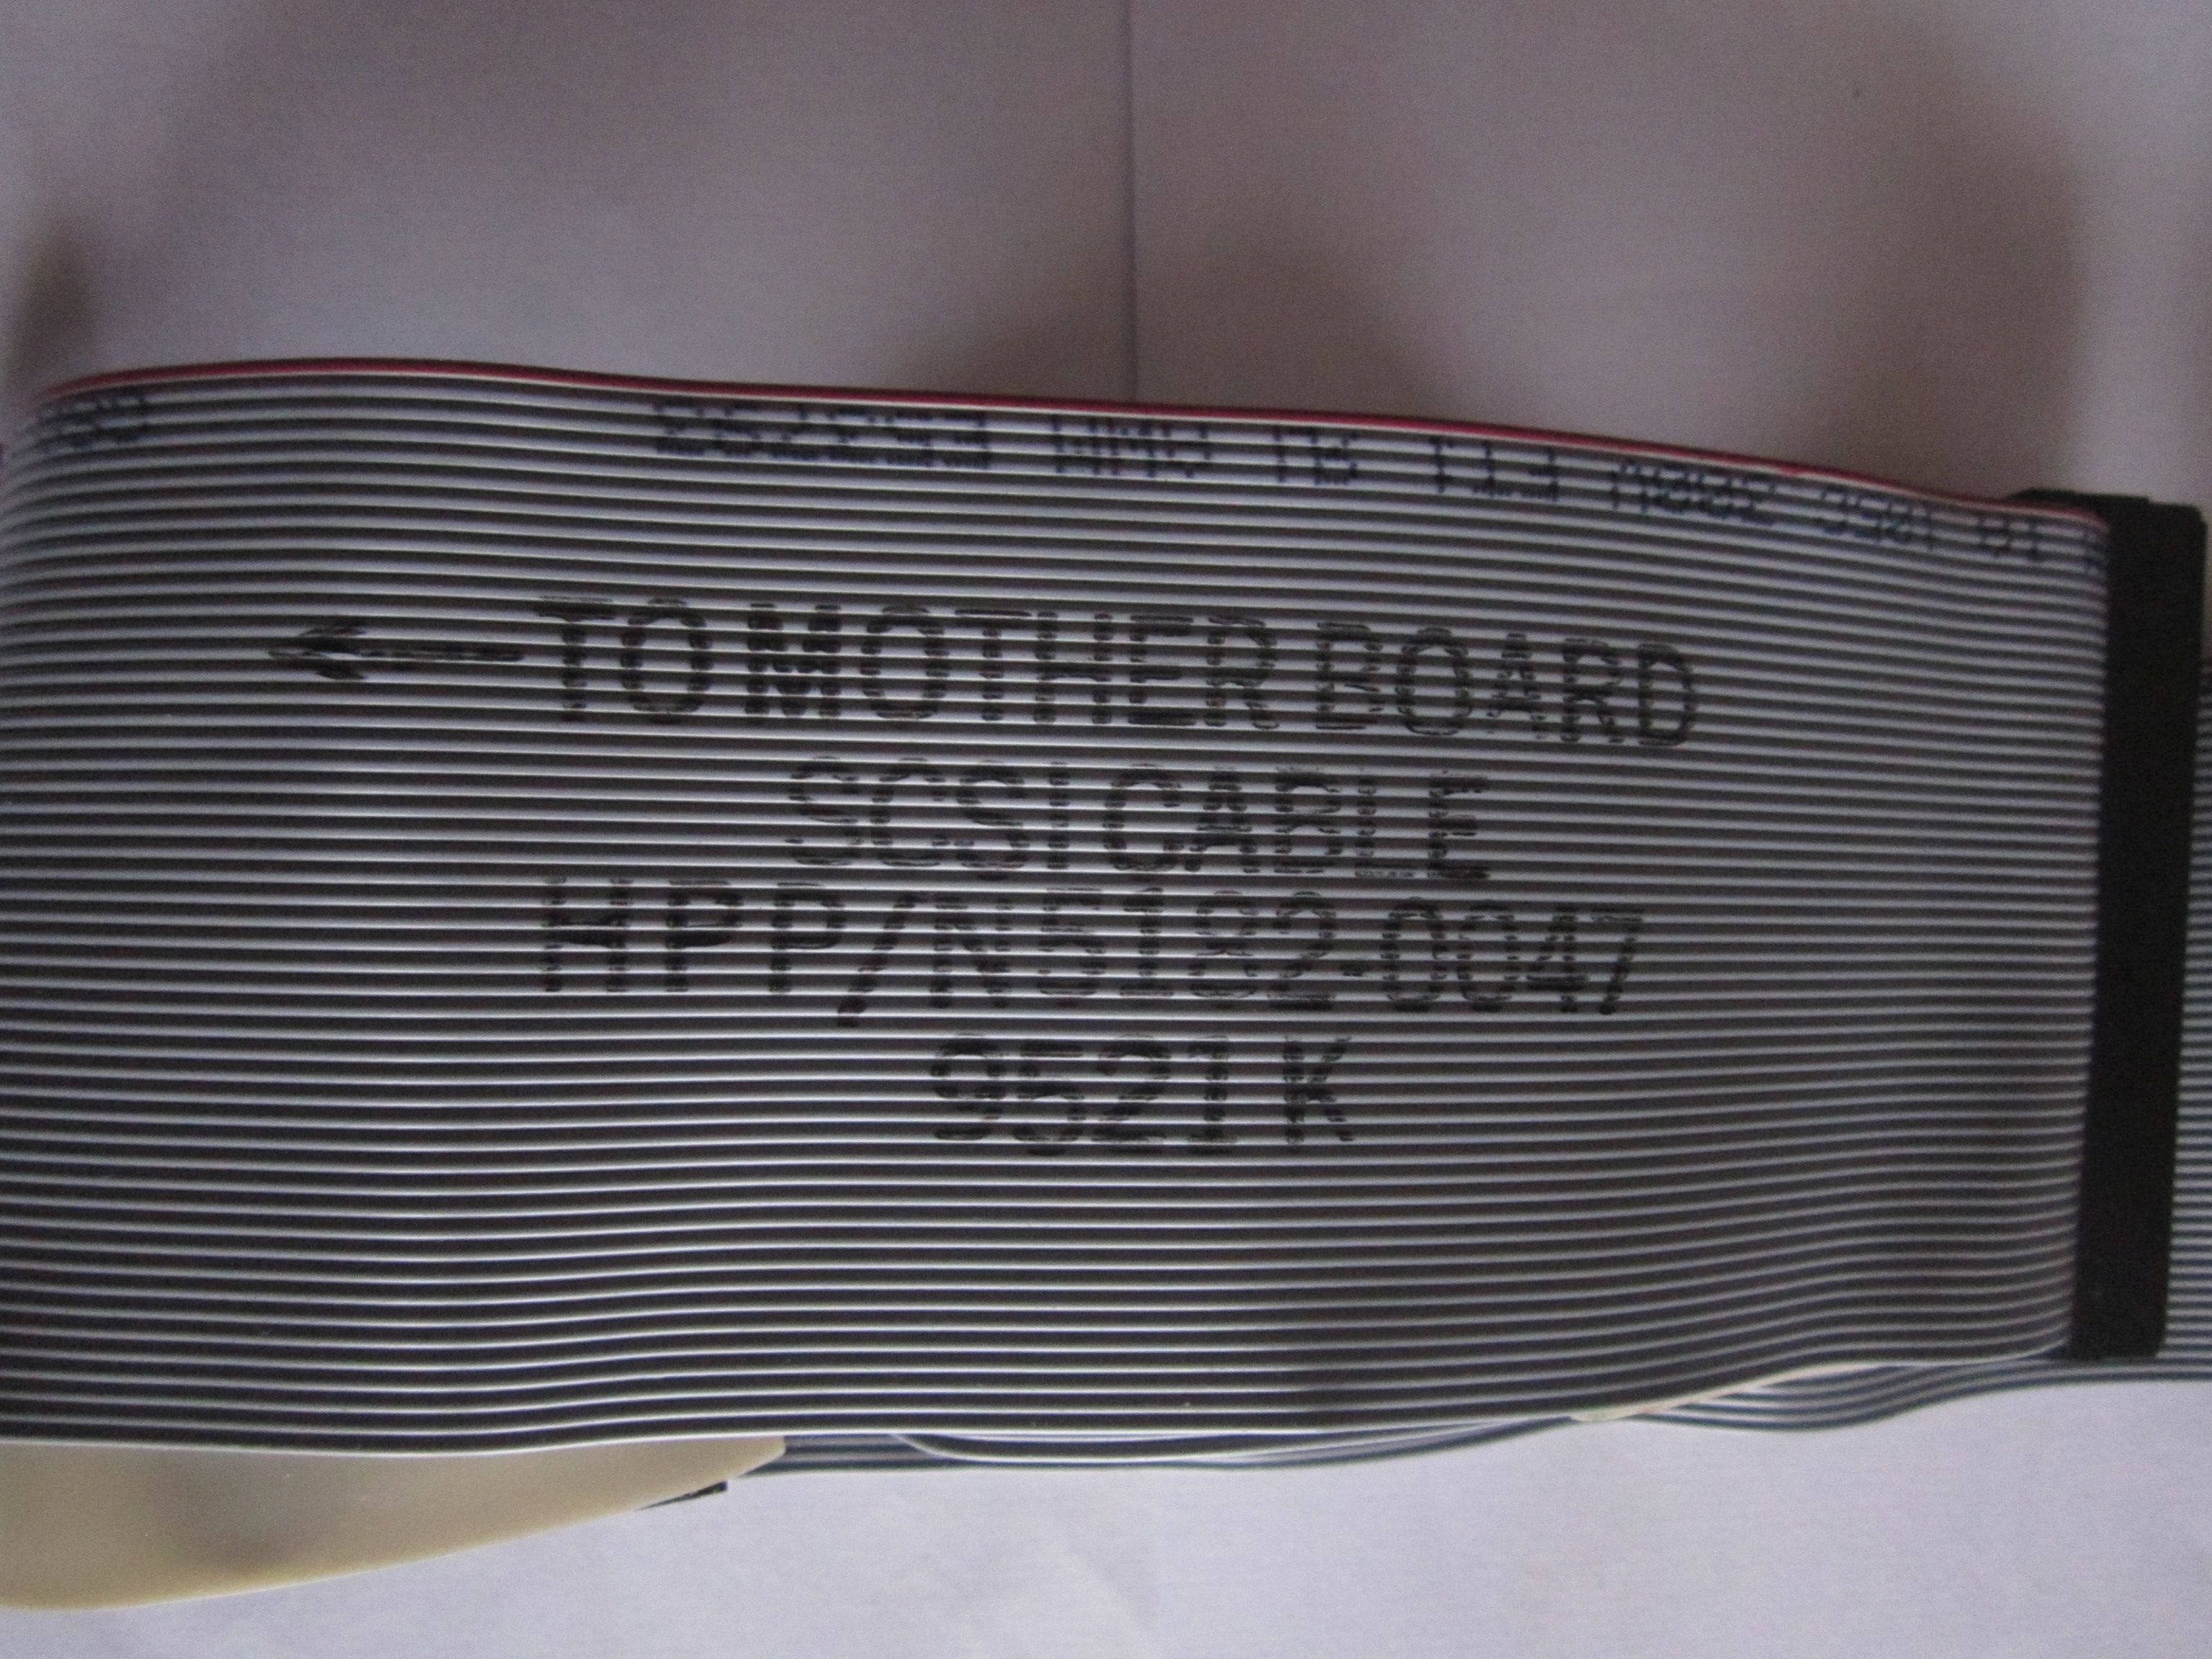 TO MOTHER BOARD
SCSI CABLE
HP P/N 5182-0047
9521 K